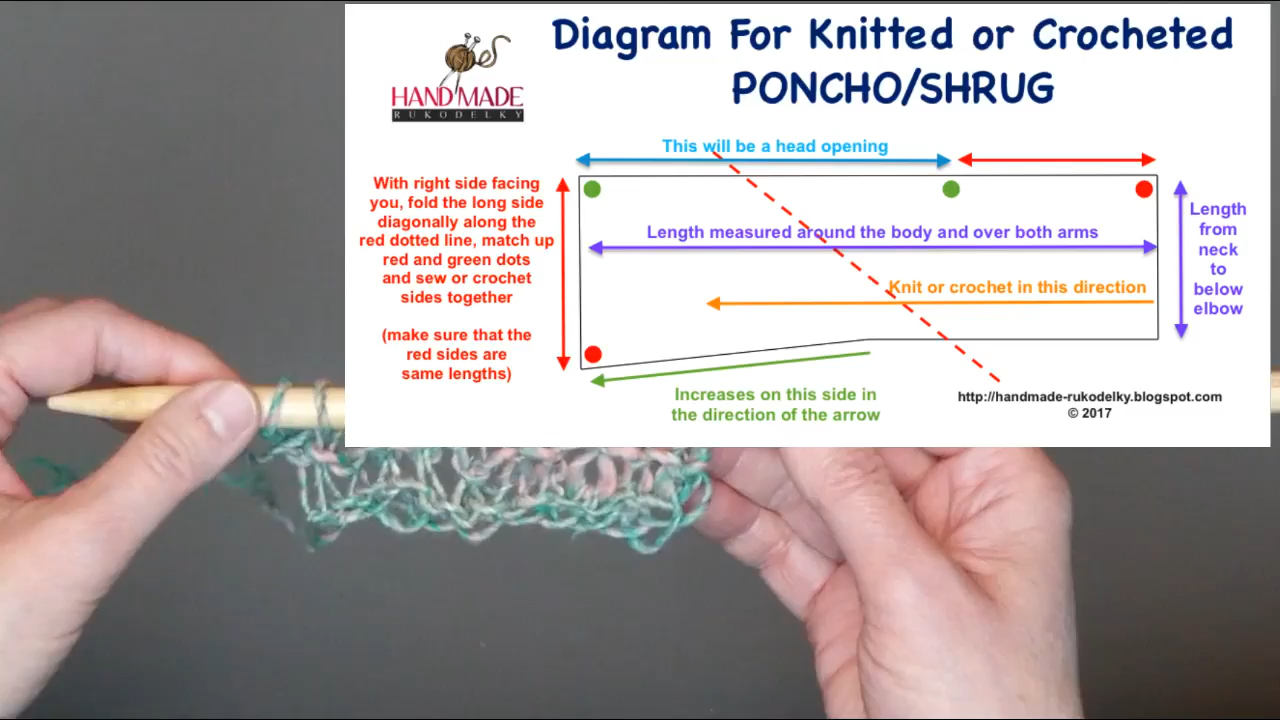 Diagram For Knitted or Crocheted
PONCHO/SHRUG
HANDMADE
RUKODELKY
This will be a head opening
With right side facing
you, fold the long side
diagonally along the
red dotted line, match up
red and green dots
and sew or crochet
sides together
(make sure that the
red sides are
same lengths)
Length measured around the body and over both arms
Knit or crochet in this direction
Length
from
neck
to
below
elbow
Increases on this side in
the direction of the arrow
http://handmade-rukodelky.blogspot.com
© 2017